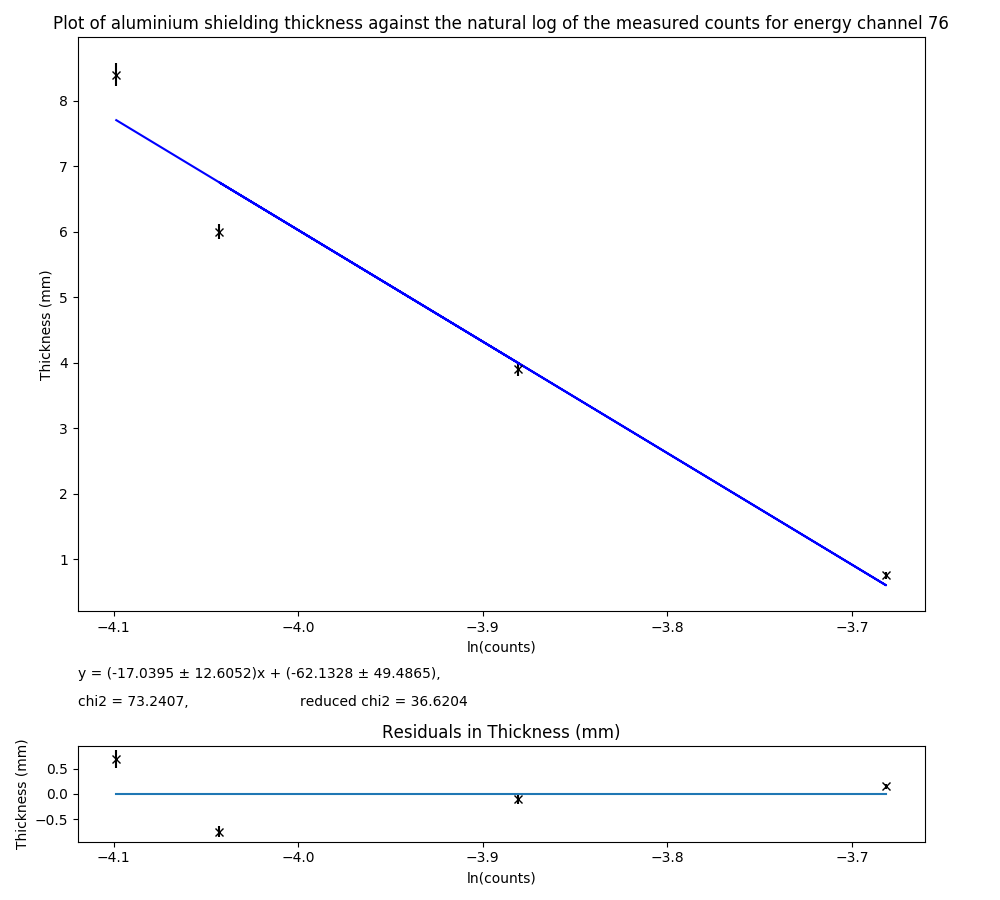 Plot of aluminium shielding thickness against the natural log of the measured counts for energy channel 76
8
7
6
5
4
3
2
1
Thickness (mm)
−4.1 −4.0 −3.9 −3.8 −3.7
ln(counts)
y = (-17.0395 ± 12.6052)x + (-62.1328 ± 49.4865),
chi2 = 73.2407, reduced chi2 = 36.6204
Residuals in Thickness (mm)
0.5
0.0
−0.5
Thickness (mm)
−4.1 −4.0 −3.9 −3.8 −3.7
ln(counts)